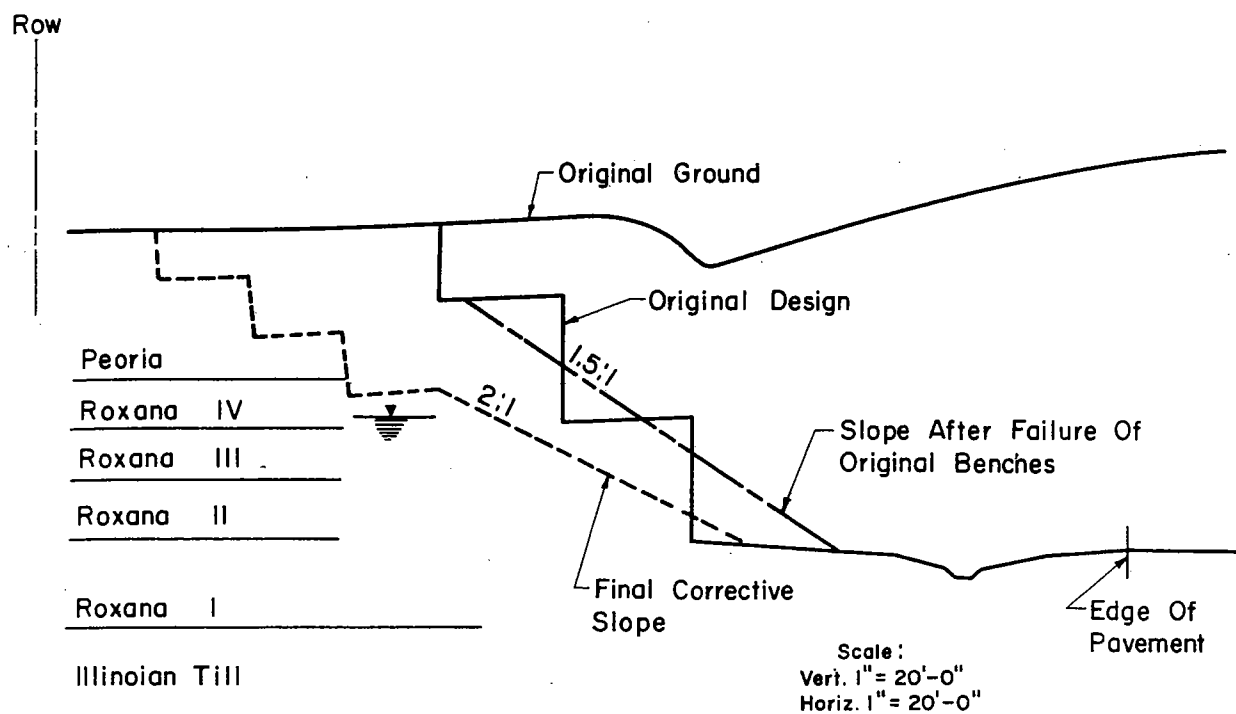 Row
Original Ground
Original Design
1.5:1
2:1
Peoria
Roxana IV
Roxana III
Roxana II
Roxana I
Illinoian Till
Slope After Failure Of
Original Benches
Final Corrective
Slope
Edge Of
Pavement
Scale:
Vert. 1" = 20'-0"
Horiz. 1" = 20'-0"